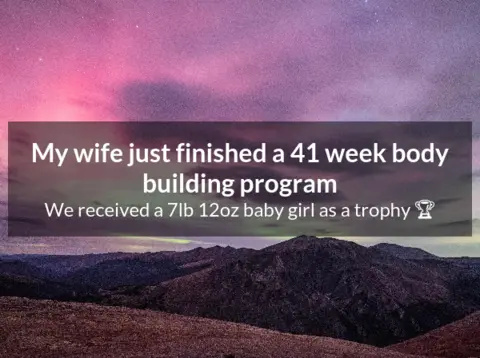 My wife just finished a 41 week body
building program
We received a 7lb 12oz baby girl as a trophy 🏆